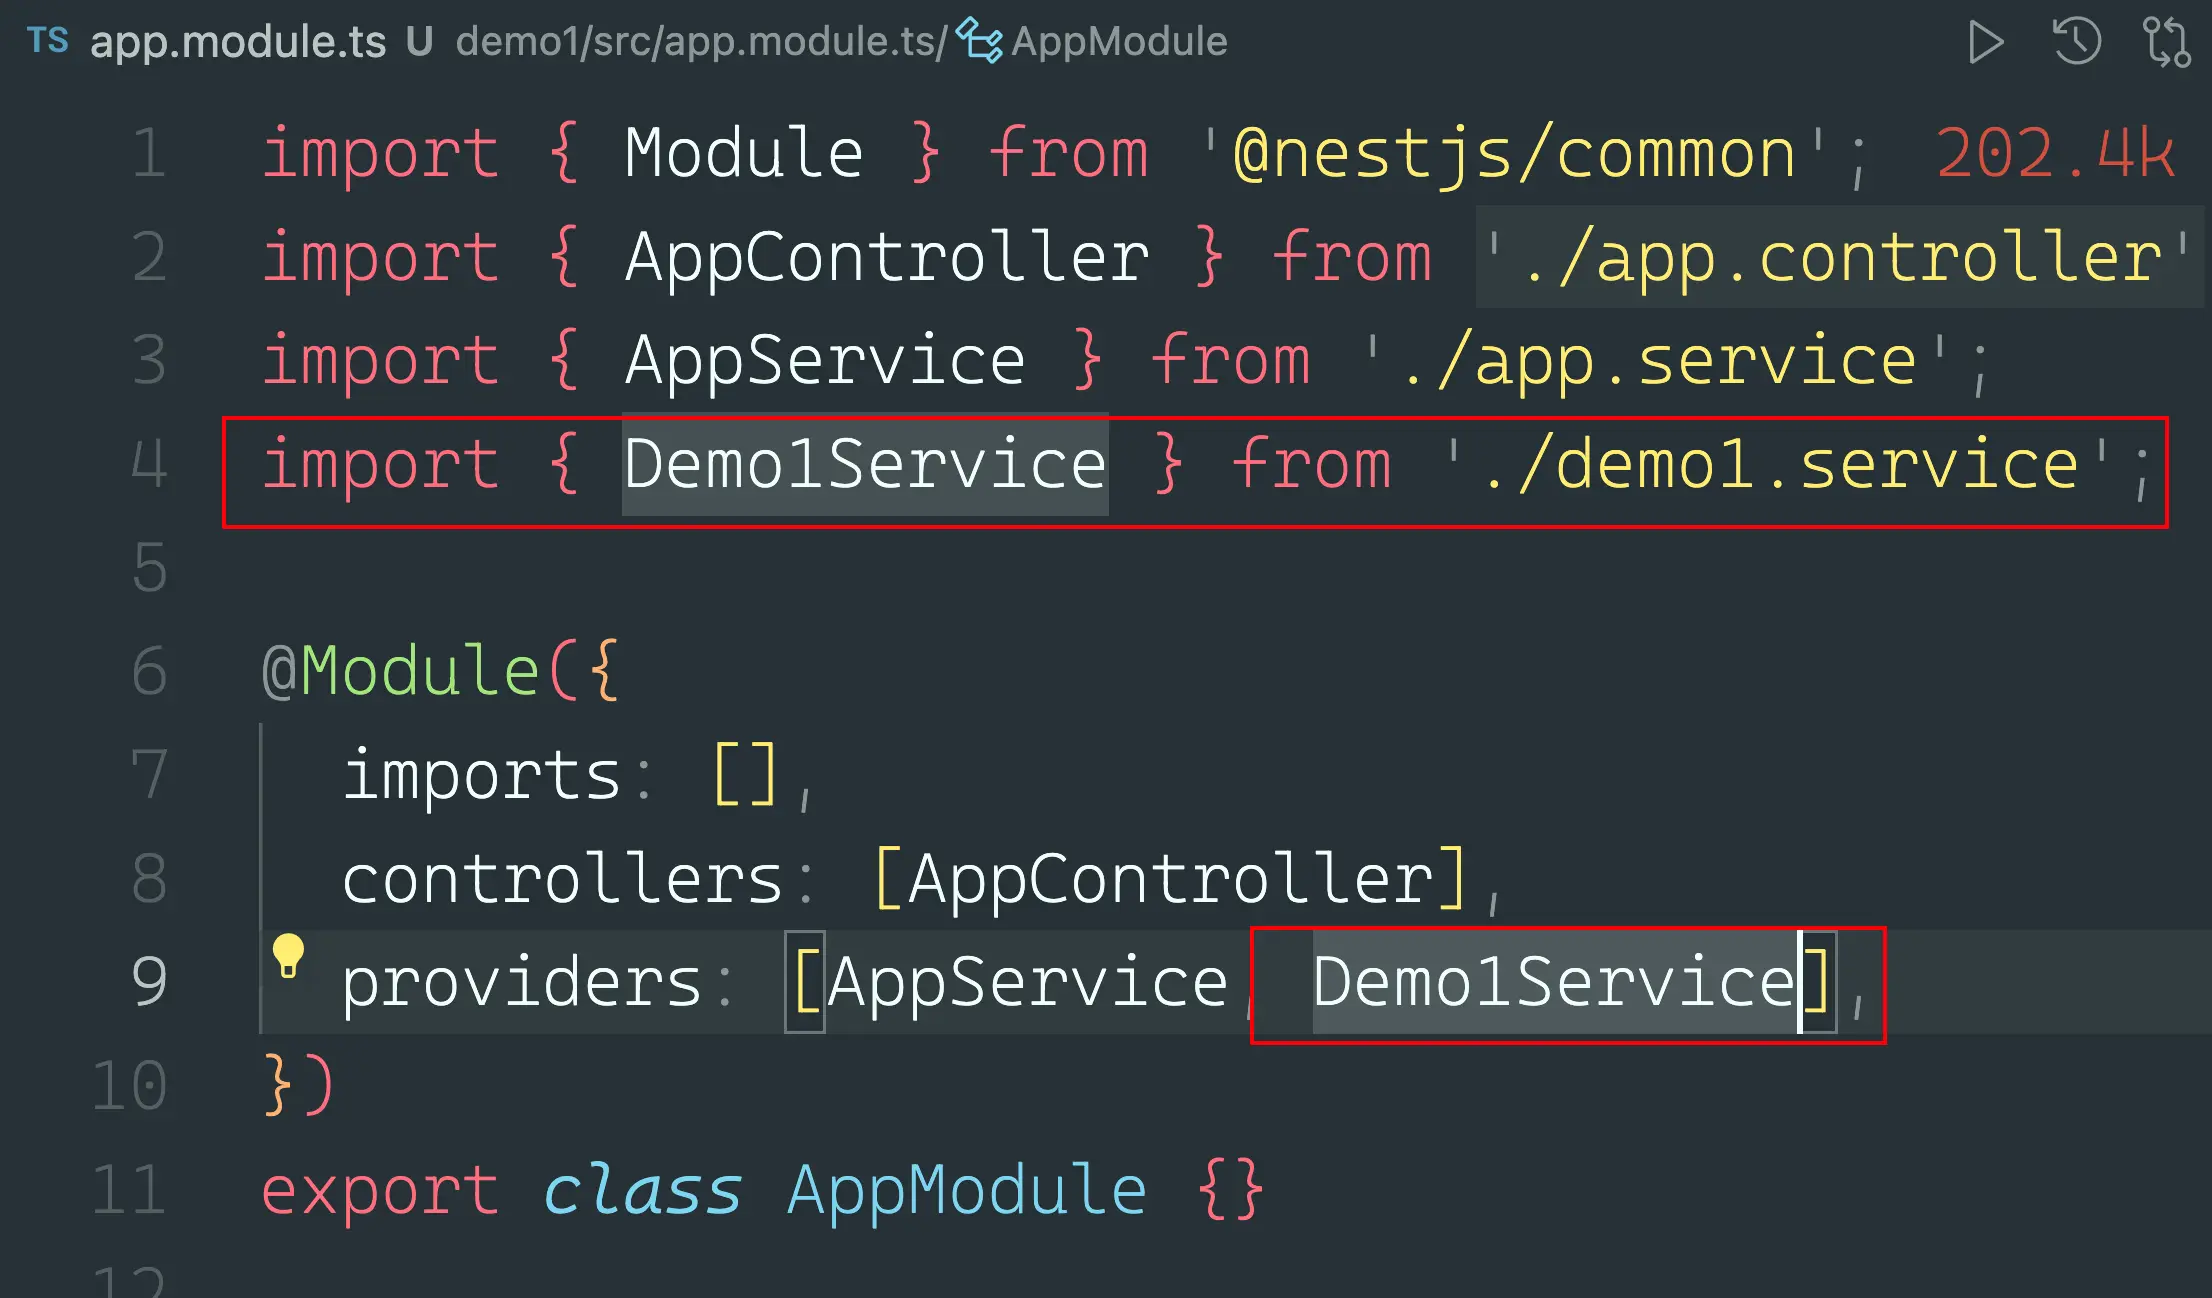 TS app.module.ts U demo1/src/app.module.ts/ AppModule
1 import { Module } from '@nestjs/common'; 202.4k
2 import { AppController } from './app.controller'
3 import { AppService } from './app.service';
4 import { Demo1Service } from './demo1.service';
5
6 @Module({
7 imports: [],
8 controllers: [AppController],
9 providers: [AppService, Demo1Service],
10 })
11 export class AppModule {}
12